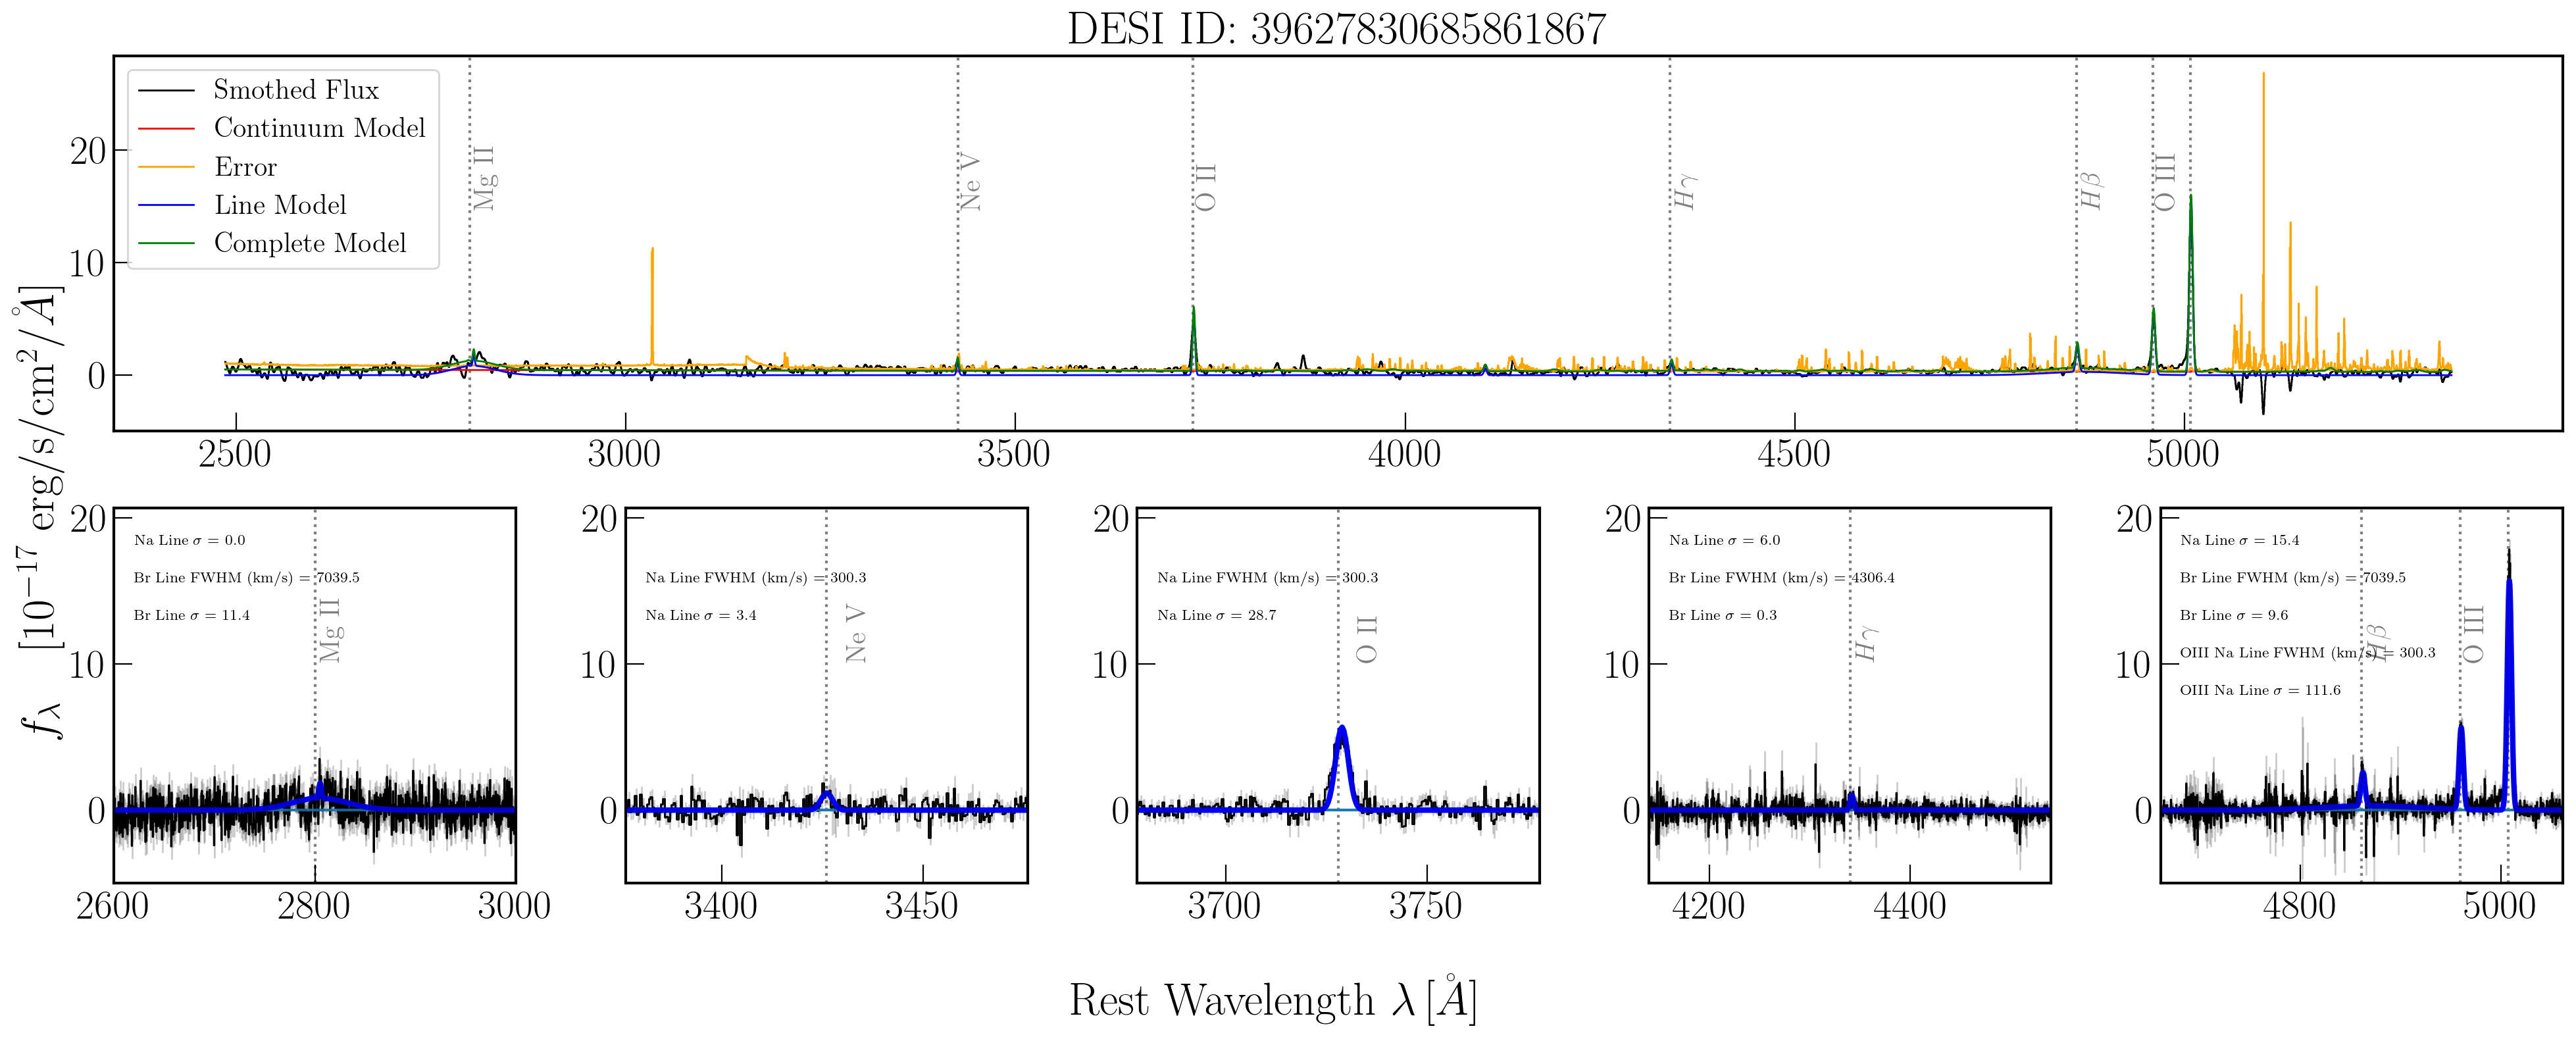 DESI ID: 39627830685861867
Smothed Flux
Continuum Model
Error
Line Model
Complete Model
Mg II
Ne V
O II
Hγ
Hβ
O III
20
10
0
2500 3000 3500 4000 4500 5000
fλ [10−17 erg/s/cm2/Å]
20
10
0
Na Line σ = 0.0
Br Line FWHM (km/s) = 7039.5
Br Line σ = 11.4
Mg II
2600 2800 3000
20
10
0
Na Line FWHM (km/s) = 300.3
Na Line σ = 3.4
Ne V
3400 3450
20
10
0
Na Line FWHM (km/s) = 300.3
Na Line σ = 28.7
O II
3700 3750
20
10
0
Na Line σ = 6.0
Br Line FWHM (km/s) = 4306.4
Br Line σ = 0.3
Hγ
4200 4400
20
10
0
Na Line σ = 15.4
Br Line FWHM (km/s) = 7039.5
Br Line σ = 9.6
OIII Na Line FWHM (km/s) = 300.3
OIII Na Line σ = 111.6
Hβ
O III
4800 5000
Rest Wavelength λ [Å]